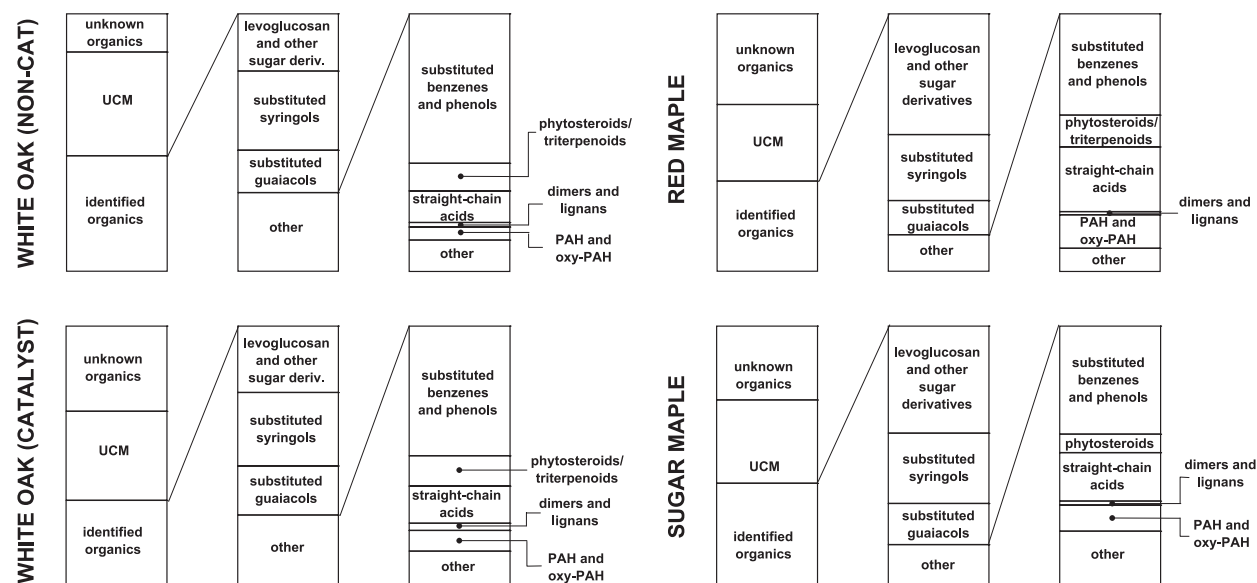 WHITE OAK (NON-CAT)
unknown
organics
UCM
identified
organics
levoglucosan
and other
sugar deriv.
substituted
syringols
substituted
guaiacols
other
substituted
benzenes
and phenols
straight-chain
acids
other
phytosteroids/
triterpenoids
dimers and
lignans
PAH and
oxy-PAH
RED MAPLE
unknown
organics
UCM
identified
organics
levoglucosan
and other
sugar
derivatives
substituted
syringols
substituted
guaiacols
other
substituted
benzenes
and phenols
phytosteroids/
triterpenoids
straight-chain
acids
PAH and
oxy-PAH
other
dimers and
lignans
WHITE OAK (CATALYST)
unknown
organics
UCM
identified
organics
levoglucosan
and other
sugar deriv.
substituted
syringols
substituted
guaiacols
other
substituted
benzenes
and phenols
straight-chain
acids
other
phytosteroids/
triterpenoids
dimers and
lignans
PAH and
oxy-PAH
SUGAR MAPLE
unknown
organics
UCM
identified
organics
levoglucosan
and other
sugar
derivatives
substituted
syringols
substituted
guaiacols
other
substituted
benzenes
and phenols
phytosteroids
straight-chain
acids
other
dimers and
lignans
PAH and
oxy-PAH